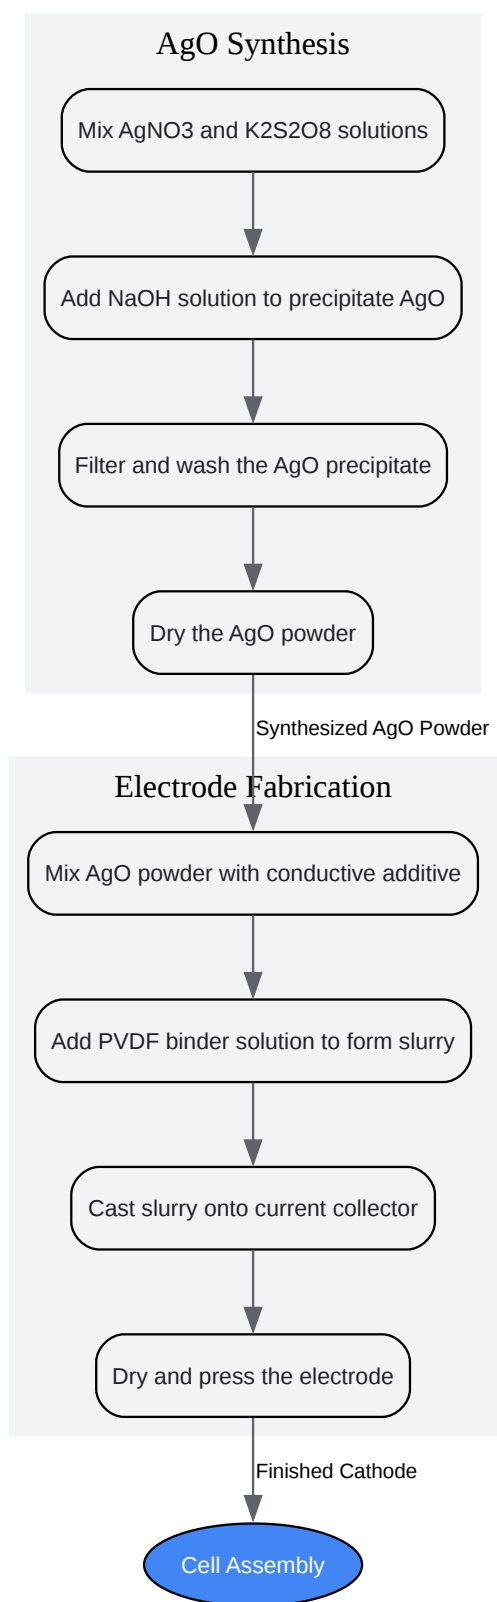 AgO Synthesis
Mix AgNO3 and K2S2O8 solutions
Add NaOH solution to precipitate AgO
Filter and wash the AgO precipitate
Dry the AgO powder
Synthesized AgO Powder
Electrode Fabrication
Mix AgO powder with conductive additive
Add PVDF binder solution to form slurry
Cast slurry onto current collector
Dry and press the electrode
Finished Cathode
Cell Assembly